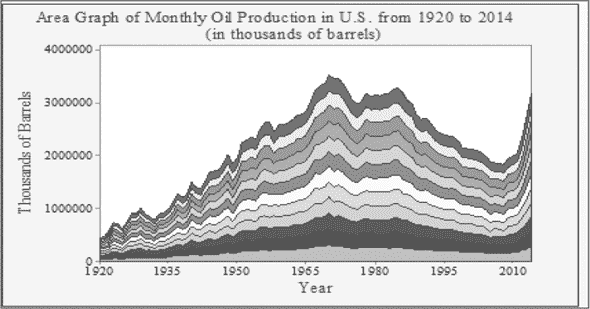 Area Graph of Monthly Oil Production in U.S. from 1920 to 2014
(in thousands of barrels)
4000000
3000000
2000000
1000000
0
Thousands of Barrels
1920 1935 1950 1965 1980 1995 2010
Year